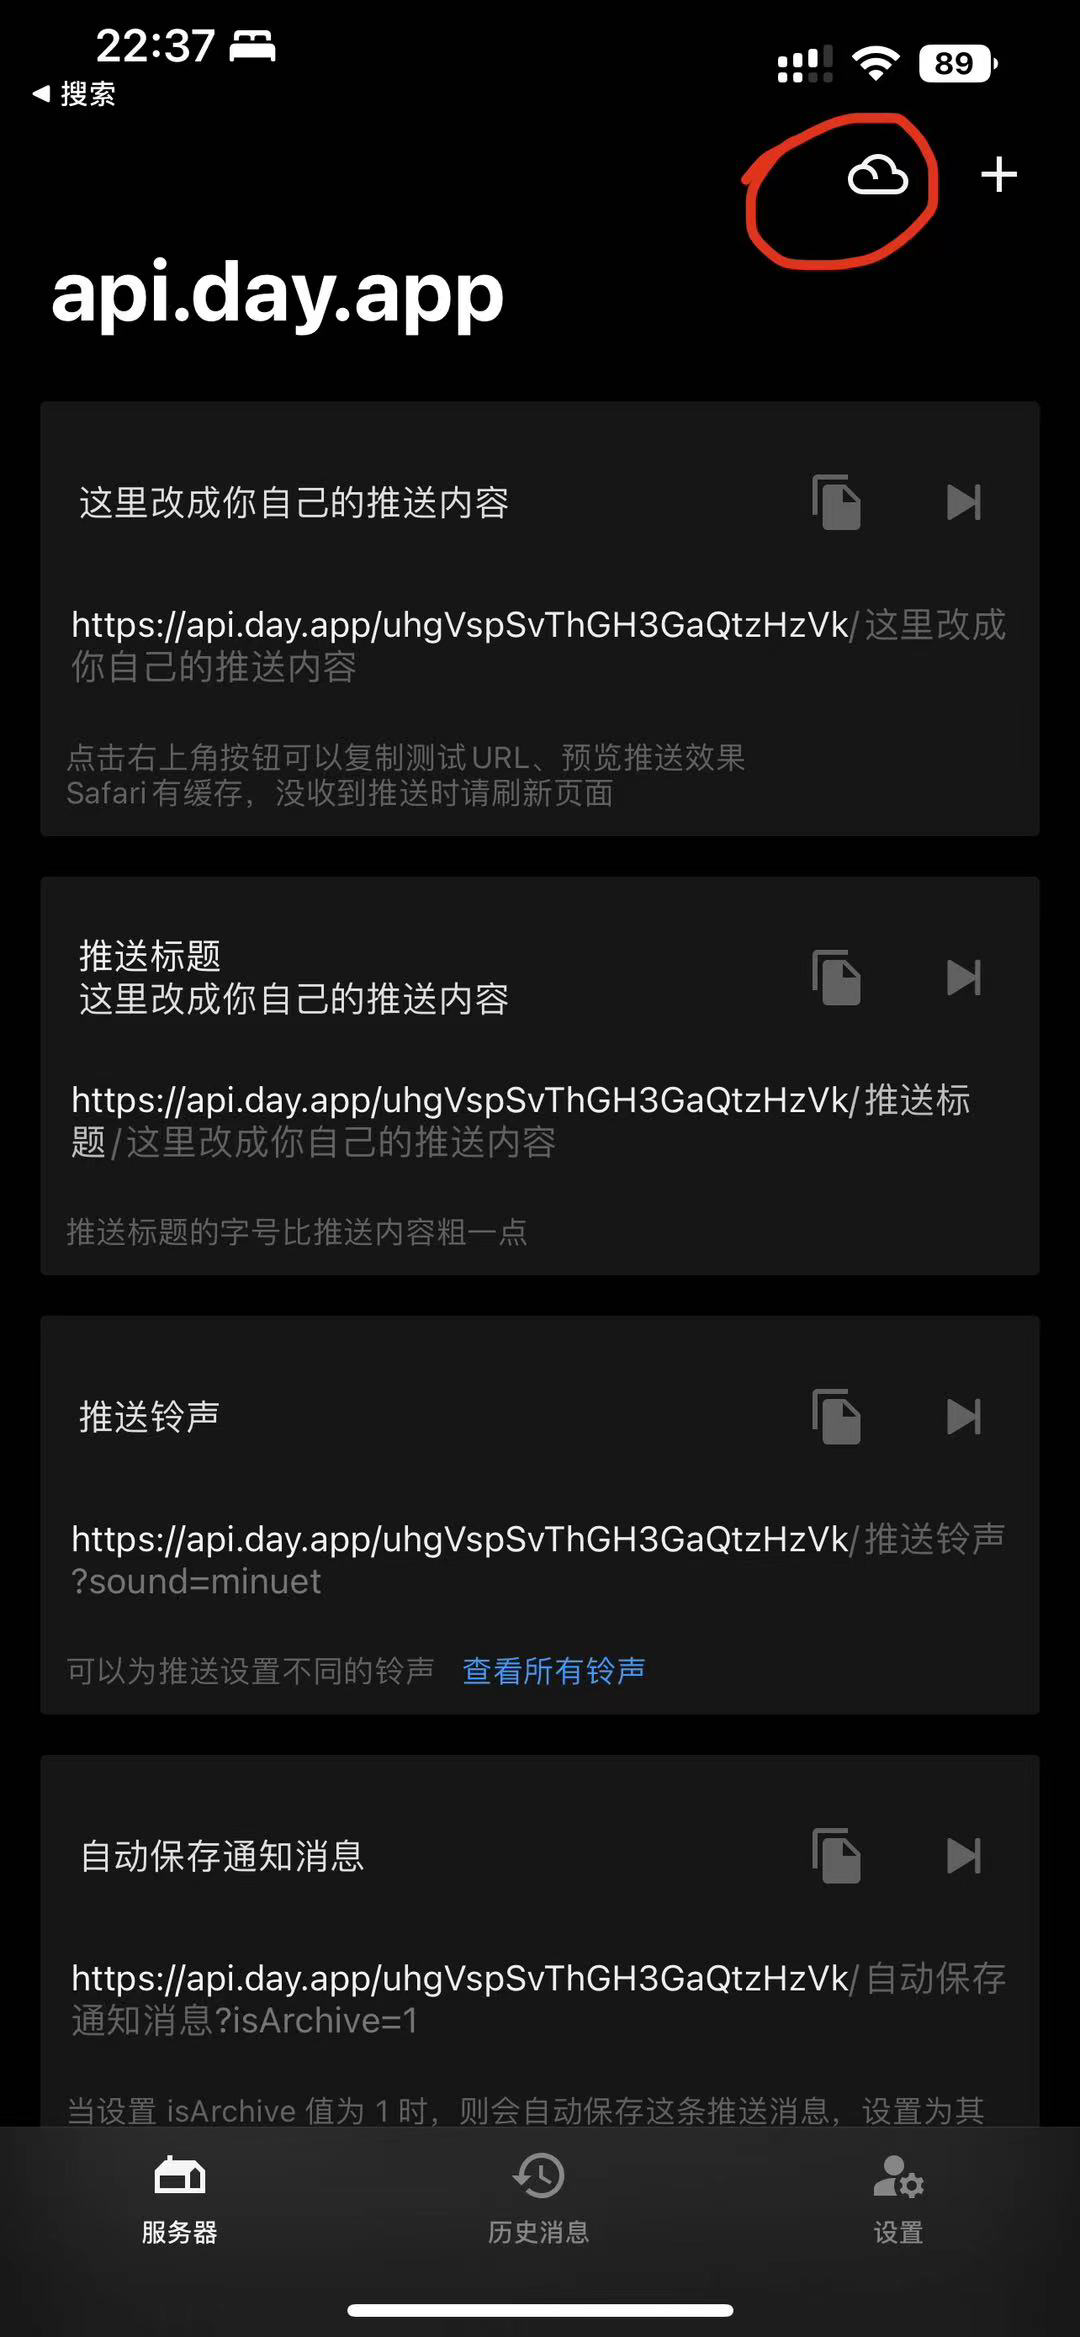 22:37
89
◀ 搜索
api.day.app
这里改成你自己的推送内容
https://api.day.app/uhgVspSvThGH3GaQtzHzVk/这里改成
你自己的推送内容
点击右上角按钮可以复制测试URL、预览推送效果
Safari有缓存，没收到推送时请刷新页面
推送标题
这里改成你自己的推送内容
https://api.day.app/uhgVspSvThGH3GaQtzHzVk/推送标
题/这里改成你自己的推送内容
推送标题的字号比推送内容粗一点
推送铃声
https://api.day.app/uhgVspSvThGH3GaQtzHzVk/推送铃声
?sound=minuet
可以为推送设置不同的铃声 查看所有铃声
自动保存通知消息
https://api.day.app/uhgVspSvThGH3GaQtzHzVk/自动保存
通知消息?isArchive=1
当设置 isArchive 值为 1 时，则会自动保存这条推送消息，设置为其
服务器
历史消息
设置